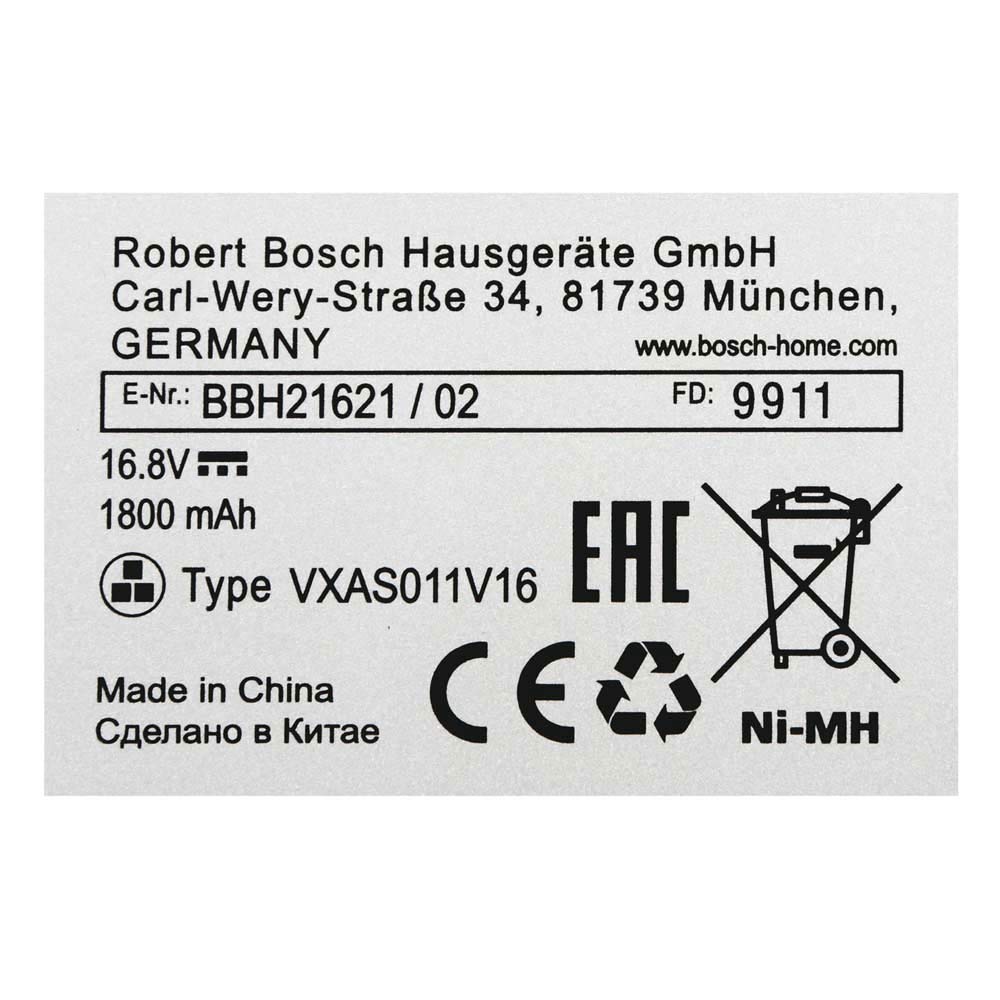 Robert Bosch Hausgeräte GmbH
Carl-Wery-Straße 34, 81739 München,
GERMANY www.bosch-home.com
E-Nr.: BBH21621 / 02 FD: 9911
16.8V
1800 mAh
Type VXAS011V16
EAC
CE
Made in China
Сделано в Китае
Ni-MH